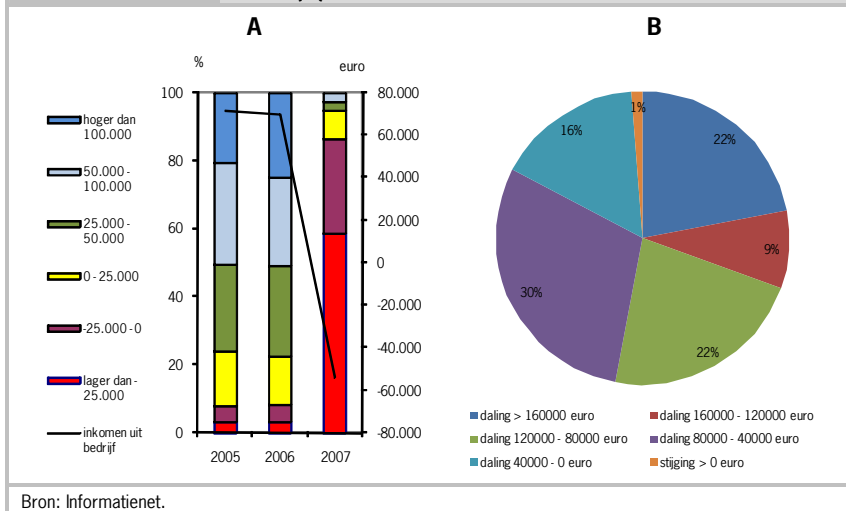 A
B
%
euro
100
80
60
40
20
0
80.000
60.000
40.000
20.000
0
-20.000
-40.000
-60.000
-80.000
2005
2006
2007
hoger dan
100.000
50.000 -
100.000
25.000 -
50.000
0 - 25.000
-25.000 - 0
lager dan -
25.000
inkomen uit
bedrijf
1%
22%
9%
22%
30%
16%
daling > 160000 euro
daling 160000 - 120000 euro
daling 120000 - 80000 euro
daling 80000 - 40000 euro
daling 40000 - 0 euro
stijging > 0 euro
Bron: Informatienet.